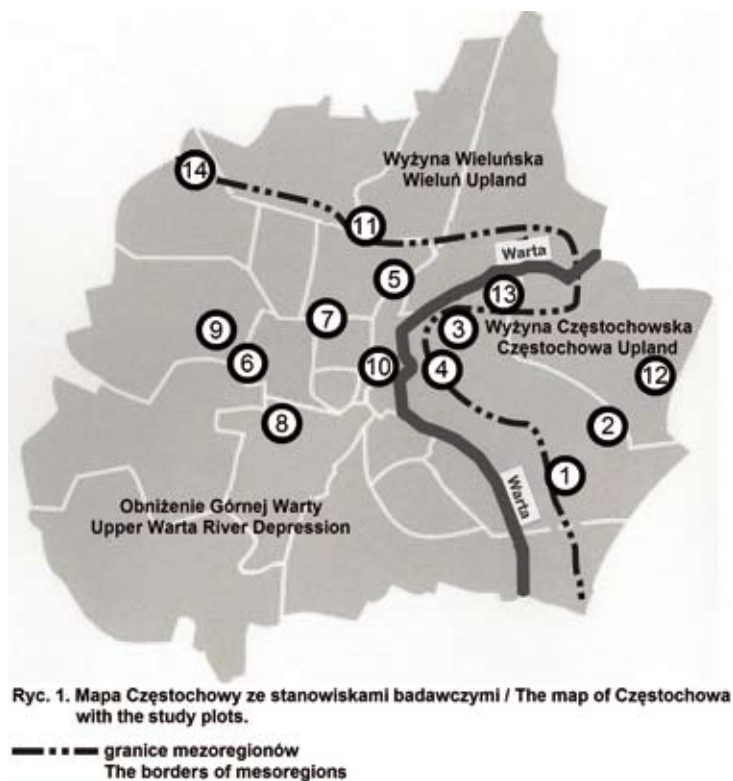 Wyżyna Wieluńska
Wieluń Upland
14
11
Warta
5
13
9
7
3
Wyżyna Częstochowska
Częstochowa Upland
6
10
4
12
8
2
1
Obniżenie Górnej Warty
Upper Warta River Depression
Warta
Ryc. 1. Mapa Częstochowy ze stanowiskami badawczymi / The map of Częstochowa
with the study plots.
granice mezoregionów
The borders of mesoregions